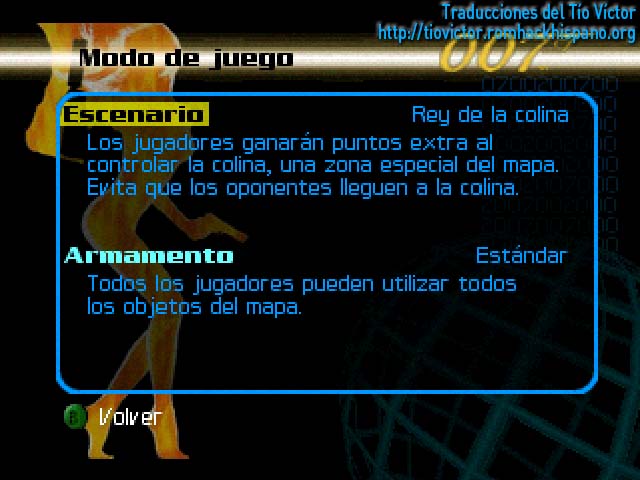 Traducciones del Tío Víctor
http://tiovictor.romhackhispano.org
Modo de juego
007
Escenario Rey de la colina
Los jugadores ganarán puntos extra al
controlar la colina, una zona especial del mapa.
Evita que los oponentes lleguen a la colina.
Armamento Estándar
Todos los jugadores pueden utilizar todos
los objetos del mapa.
B Volver